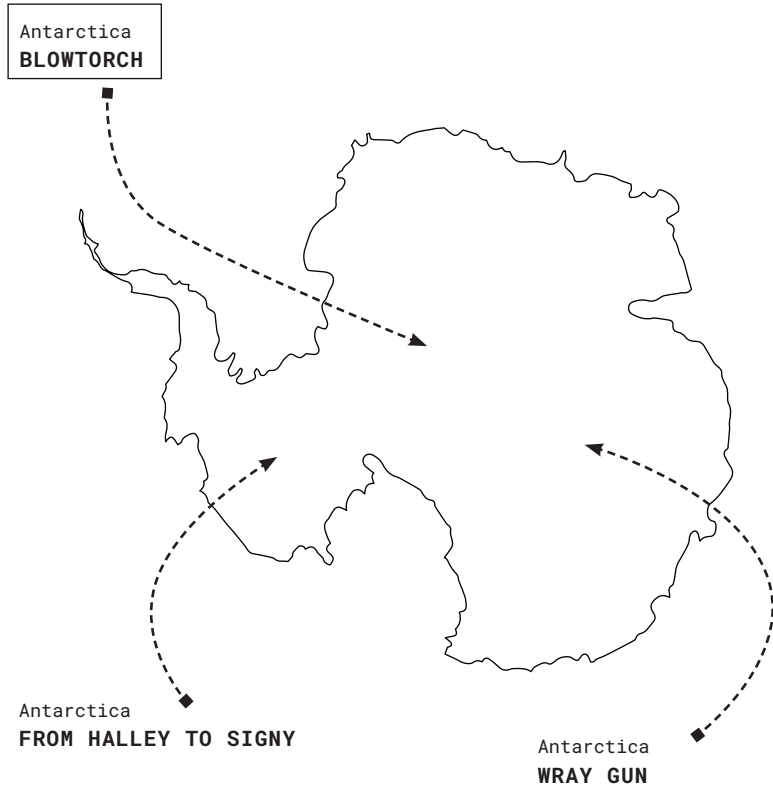 Antarctica
BLOWTORCH
Antarctica
FROM HALLEY TO SIGNY
Antarctica
WRAY GUN